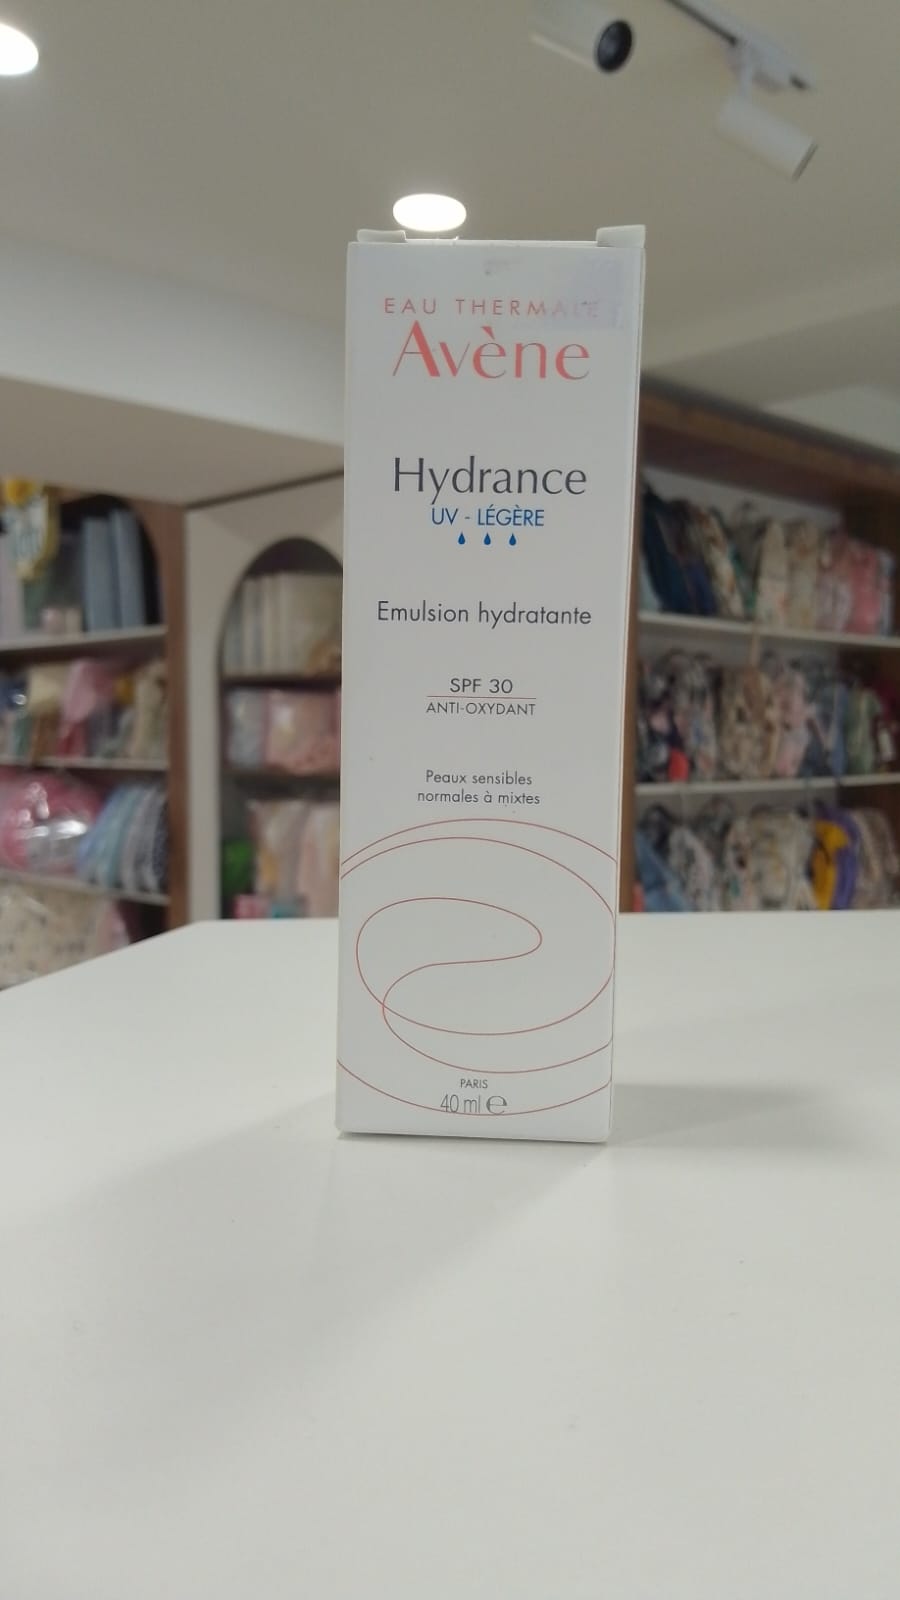 EAU THERMALE
Avène
Hydrance
UV - LÉGÈRE
Emulsion hydratante
SPF 30
ANTI-OXYDANT
Peaux sensibles
normales à mixtes
PARIS
40 ml ℮